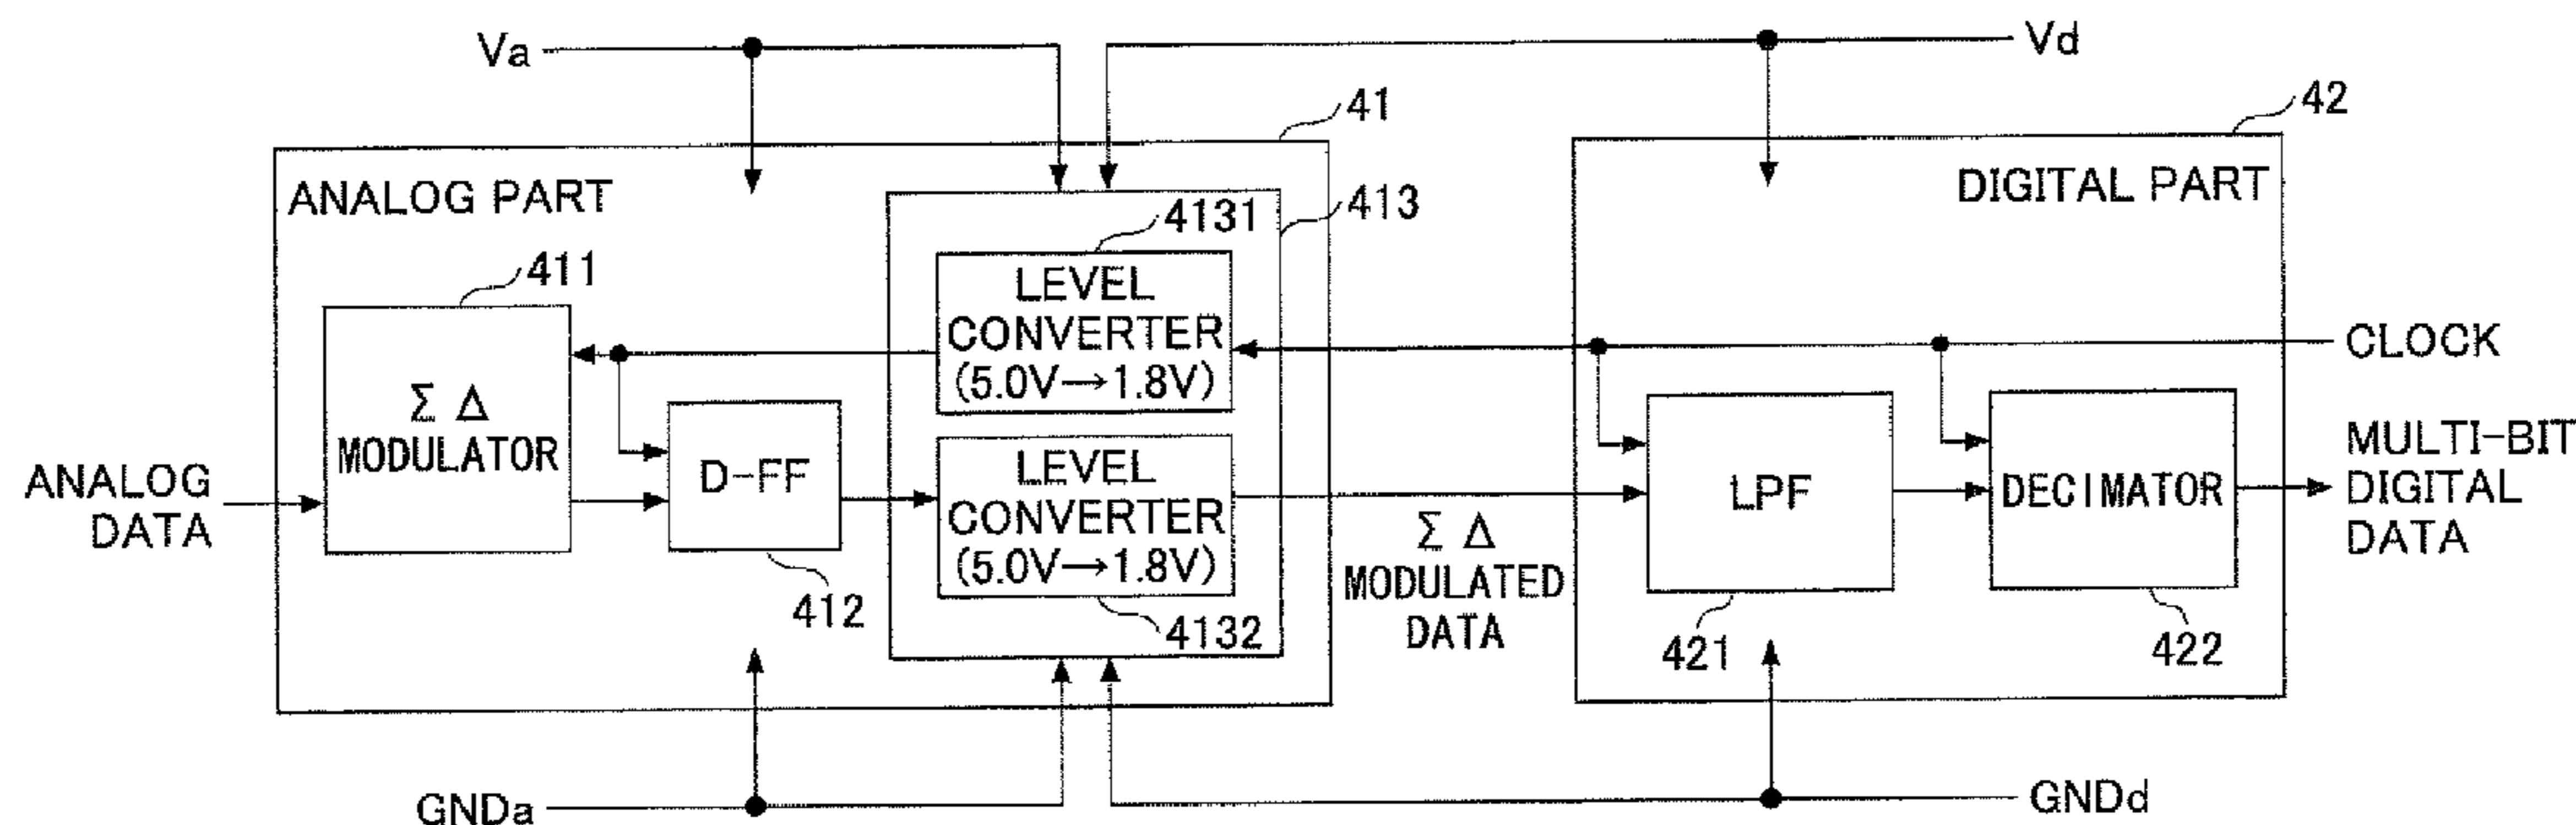 Va
Vd
41
42
ANALOG PART
DIGITAL PART
413
4131
LEVEL
CONVERTER
(5.0V→1.8V)
411
Σ Δ
MODULATOR
CLOCK
ANALOG
DATA
D-FF
412
LEVEL
CONVERTER
(5.0V→1.8V)
4132
Σ Δ
MODULATED
DATA
LPF
421
DECIMATOR
422
MULTI-BIT
DIGITAL
DATA
GNDa
GNDd